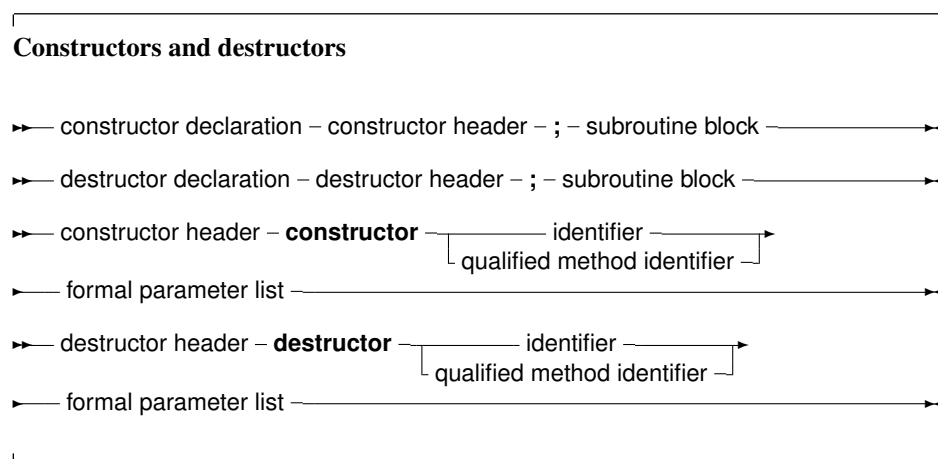 Constructors and destructors
constructor declaration constructor header ; subroutine block
destructor declaration destructor header ; subroutine block
constructor header constructor identifier
qualified method identifier
formal parameter list
destructor header destructor identifier
qualified method identifier
formal parameter list